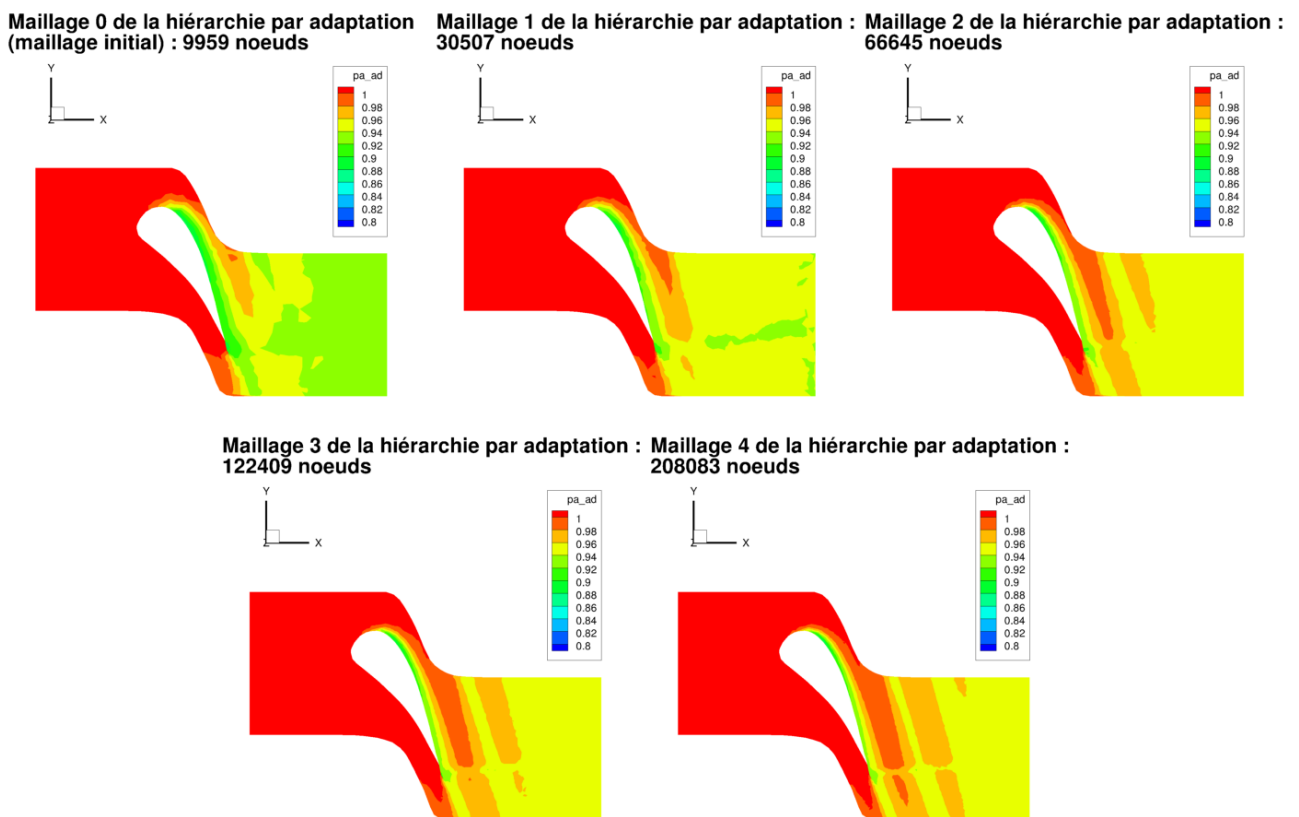 Maillage 0 de la hiérarchie par adaptation
(maillage initial) : 9959 noeuds
Y
X
Z
pa_ad
1
0.98
0.96
0.94
0.92
0.9
0.88
0.86
0.84
0.82
0.8
Maillage 1 de la hiérarchie par adaptation :
30507 noeuds
Y
X
Z
pa_ad
1
0.98
0.96
0.94
0.92
0.9
0.88
0.86
0.84
0.82
0.8
Maillage 2 de la hiérarchie par adaptation :
66645 noeuds
Y
X
Z
pa_ad
1
0.98
0.96
0.94
0.92
0.9
0.88
0.86
0.84
0.82
0.8
Maillage 3 de la hiérarchie par adaptation :
122409 noeuds
Y
X
Z
pa_ad
1
0.98
0.96
0.94
0.92
0.9
0.88
0.86
0.84
0.82
0.8
Maillage 4 de la hiérarchie par adaptation :
208083 noeuds
Y
X
Z
pa_ad
1
0.98
0.96
0.94
0.92
0.9
0.88
0.86
0.84
0.82
0.8